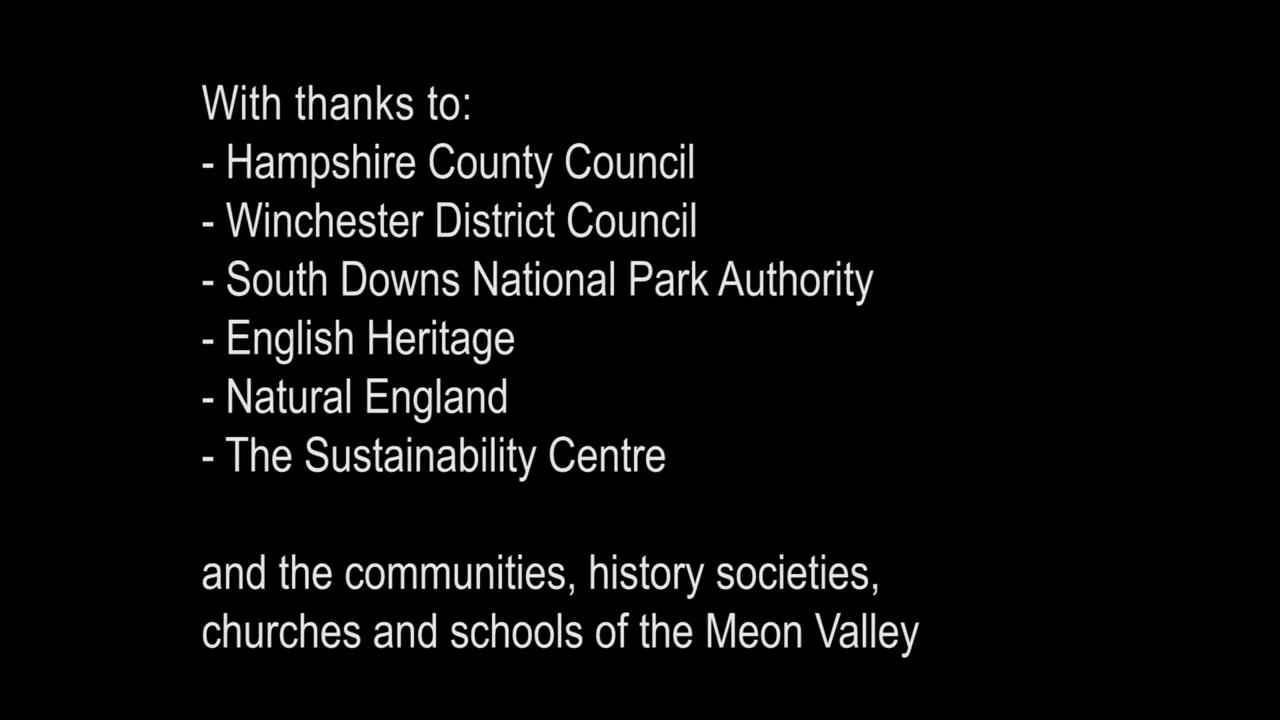 With thanks to:
- Hampshire County Council
- Winchester District Council
- South Downs National Park Authority
- English Heritage
- Natural England
- The Sustainability Centre
and the communities, history societies,
churches and schools of the Meon Valley